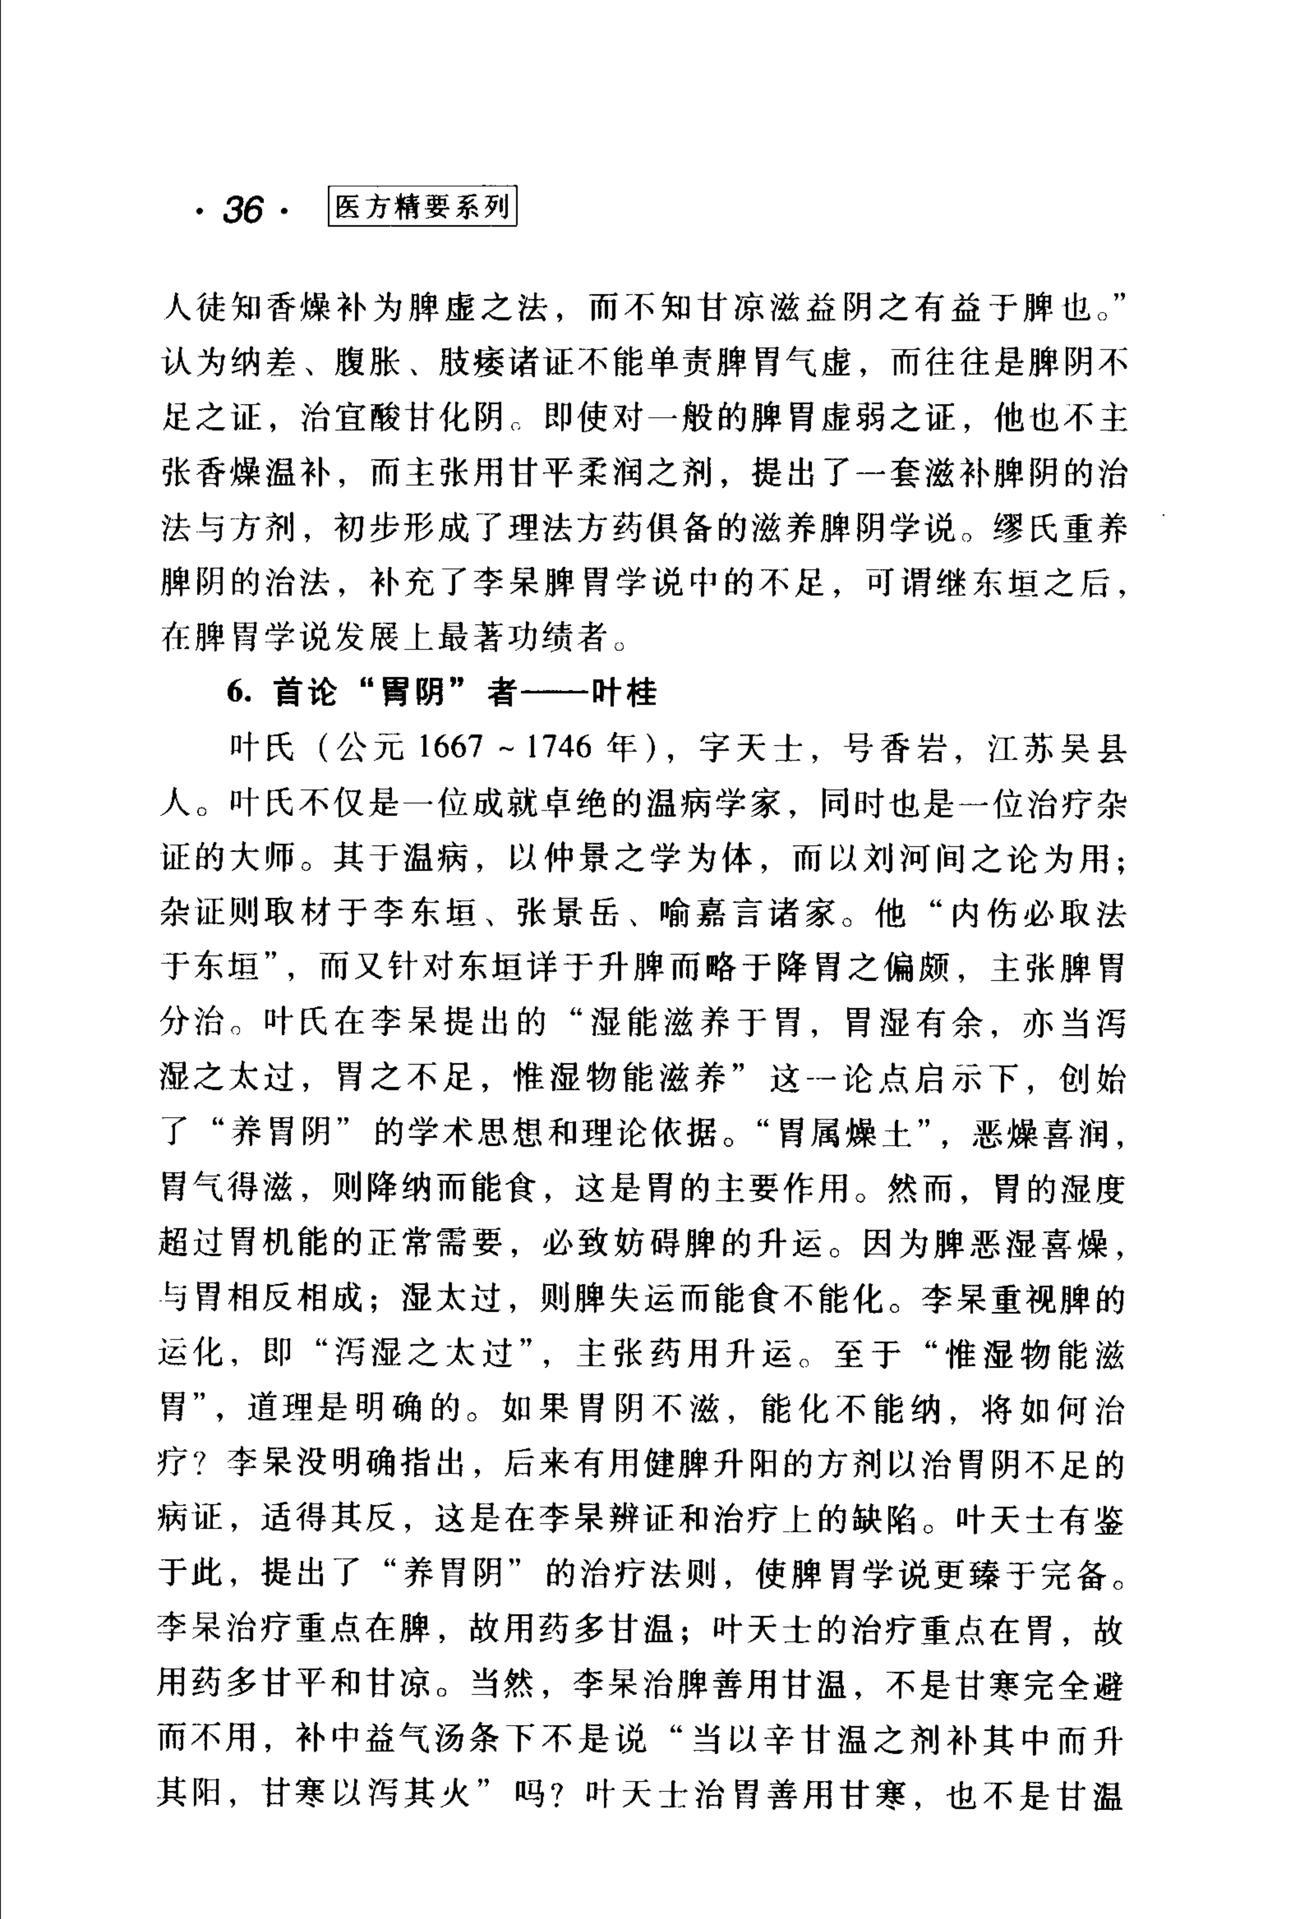 · 36 · 医方精要系列
人徒知香燥补为脾虚之法，而不知甘凉滋益阴之有益于脾也。”
认为纳差、腹胀、肢痿诸证不能单责脾胃气虚，而往往是脾阴不
足之证，治宜酸甘化阴。即使对一般的脾胃虚弱之证，他也不主
张香燥温补，而主张用甘平柔润之剂，提出了一套滋补脾阴的治
法与方剂，初步形成了理法方药俱备的滋养脾阴学说。缪氏重养
脾阴的治法，补充了李杲脾胃学说中的不足，可谓继东垣之后，
在脾胃学说发展上最著功绩者。
6. 首论“胃阴”者——叶桂
叶氏（公元 1667 ~ 1746 年），字天士，号香岩，江苏吴县
人。叶氏不仅是一位成就卓绝的温病学家，同时也是一位治疗杂
证的大师。其于温病，以仲景之学为体，而以刘河间之论为用；
杂证则取材于李东垣、张景岳、喻嘉言诸家。他“内伤必取法
于东垣”，而又针对东垣详于升脾而略于降胃之偏颇，主张脾胃
分治。叶氏在李杲提出的“湿能滋养于胃，胃湿有余，亦当泻
湿之太过，胃之不足，惟湿物能滋养”这一论点启示下，创始
了“养胃阴”的学术思想和理论依据。“胃属燥土”，恶燥喜润，
胃气得滋，则降纳而能食，这是胃的主要作用。然而，胃的湿度
超过胃机能的正常需要，必致妨碍脾的升运。因为脾恶湿喜燥，
与胃相反相成；湿太过，则脾失运而能食不能化。李杲重视脾的
运化，即“泻湿之太过”，主张药用升运。至于“惟湿物能滋
胃”，道理是明确的。如果胃阴不滋，能化不能纳，将如何治
疗？李杲没明确指出，后来有用健脾升阳的方剂以治胃阴不足的
病证，适得其反，这是在李杲辨证和治疗上的缺陷。叶天士有鉴
于此，提出了“养胃阴”的治疗法则，使脾胃学说更臻于完备。
李杲治疗重点在脾，故用药多甘温；叶天士的治疗重点在胃，故
用药多甘平和甘凉。当然，李杲治脾善用甘温，不是甘寒完全避
而不用，补中益气汤条下不是说“当以辛甘温之剂补其中而升
其阳，甘寒以泻其火”吗？叶天士治胃善用甘寒，也不是甘温